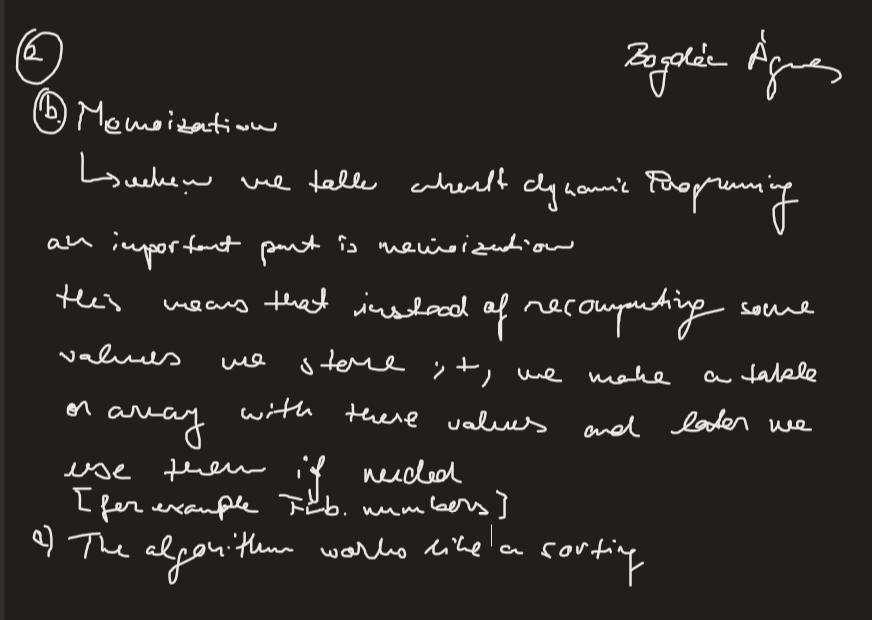 2
Bogdán Ágnes
b. Memoization
↳ when we talk about dynamic Programing
an important part is memoization
this means that instead of recomputing some
values we store it, we make a table
or array with these values and later we
use them if needed
[for example Fib. numbers]
a) The algorithm works like a sorting